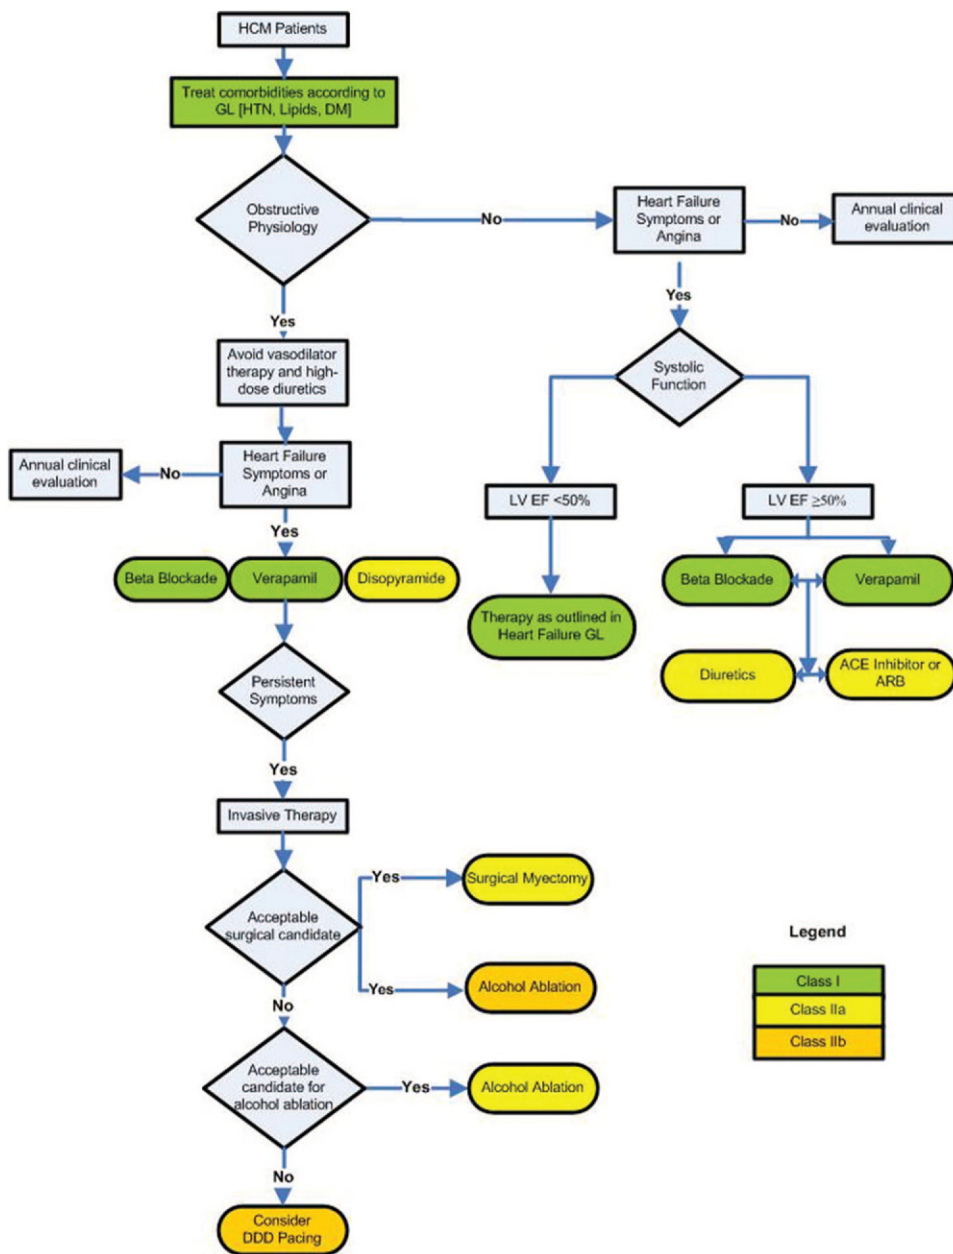 HCM Patients
Treat comorbidities according to
GL [HTN, Lipids, DM]
Obstructive
Physiology
No
Heart Failure
Symptoms or
Angina
No
Annual clinical
evaluation
Yes
Yes
Avoid vasodilator
therapy and high-
dose diuretics
Systolic
Function
Annual clinical
evaluation
No
Heart Failure
Symptoms or
Angina
LV EF <50%
LV EF ≥50%
Yes
Beta Blockade
Verapamil
Disopyramide
Beta Blockade
Verapamil
Therapy as outlined in
Heart Failure GL
Persistent
Symptoms
Diuretics
ACE Inhibitor or
ARB
Yes
Invasive Therapy
Yes
Surgical Myectomy
Acceptable
surgical candidate
Yes
Alcohol Ablation
No
Acceptable
candidate for
alcohol ablation
Yes
Alcohol Ablation
No
Consider
DDD Pacing
Legend
Class I
Class IIa
Class IIb